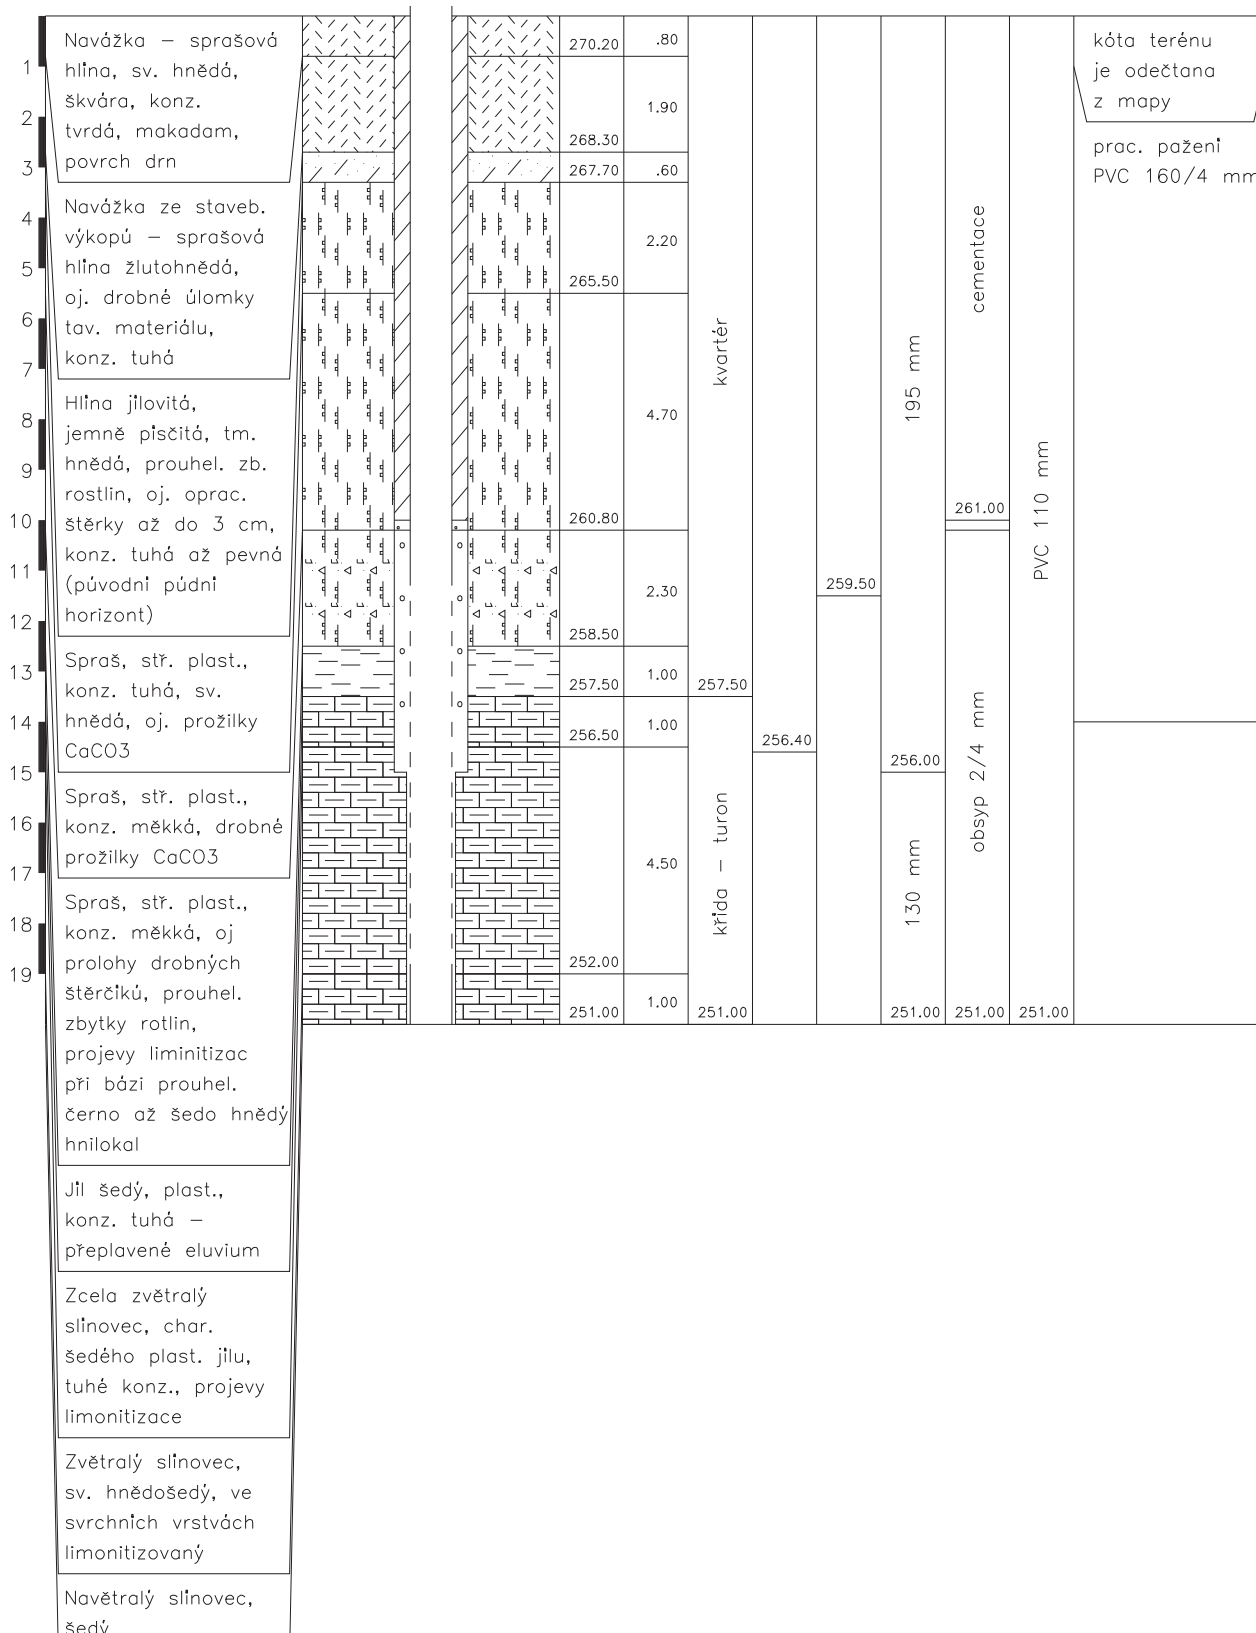 1
2
3
4
5
6
7
8
9
10
11
12
13
14
15
16
17
18
19
Navážka – sprašová
hlína, sv. hnědá,
škvára, konz.
tvrdá, makadam,
povrch drn
Navážka ze staveb.
výkopú – sprašová
hlína žlutohnědá,
oj. drobné úlomky
tav. materiálu,
konz. tuhá
Hlína jílovitá,
jemně písčitá, tm.
hnědá, prouhel. zb.
rostlin, oj. oprac.
štěrky až do 3 cm,
konz. tuhá až pevná
(púvodní púdní
horizont)
Spraš, stř. plast.,
konz. tuhá, sv.
hnědá, oj. prožilky
CaCO3
Spraš, stř. plast.,
konz. měkká, drobné
prožilky CaCO3
Spraš, stř. plast.,
konz. měkká, oj
prolohy drobných
štěrčíkú, prouhel.
zbytky rotlin,
projevy liminitizac
při bázi prouhel.
černo až šedo hnědý
hnilokal
Jíl šedý, plast.,
konz. tuhá –
přeplavené eluvium
Zcela zvětralý
slínovec, char.
šedého plast. jílu,
tuhé konz., projevy
limonitizace
Zvětralý slínovec,
sv. hnědošedý, ve
svrchních vrstvách
limonitizovaný
Navětralý slínovec,
šedý
270.20
268.30
267.70
265.50
260.80
258.50
257.50
256.50
252.00
251.00
.80
1.90
.60
2.20
4.70
2.30
1.00
1.00
4.50
1.00
kvartér
257.50
křída – turon
251.00
256.40
259.50
195 mm
256.00
130 mm
251.00
cementace
261.00
obsyp 2/4 mm
251.00
PVC 110 mm
251.00
kóta terénu
je odečtana
z mapy
prac. pažení
PVC 160/4 mm